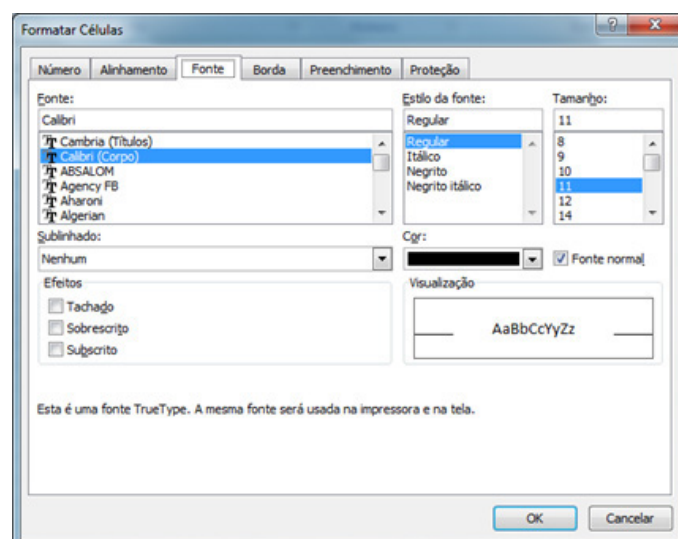 Formatar Células
Número Alinhamento Fonte Borda Preenchimento Proteção
Fonte: Estilo da fonte: Tamanho:
Calibri Regular 11
Cambria (Títulos) Regular 8
Calibri (Corpo) Itálico 9
ABSALOM Negrito 10
Agency FB Negrito itálico 11
Aharoni 12
Algerian 14
Sublinhado: Cor:
Nenhum Fonte normal
Efeitos Visualização
Tachado
Sobrescrito AaBbCcYyZz
Subscrito
Esta é uma fonte TrueType. A mesma fonte será usada na impressora e na tela.
OK Cancelar